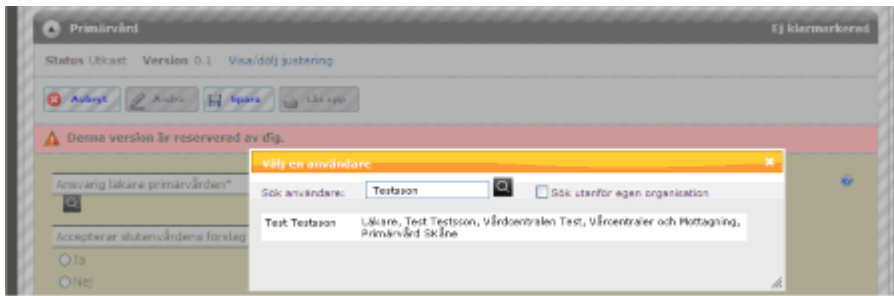 Primärvård Ej klarmarkerad
Status Utkast Version 0.1 Visa/dölj justering
Avbryt Ändra Spara Lås upp
Denna version är reserverad av dig.
Välj en användare
Ansvarig läkare primärvården*
Sök användare: Testsson Sök utanför egen organisation
Test Testsson Läkare, Test Testsson, Vårdcentralen Test, Vårcentraler och Mottagning,
Primärvård Skåne
Accepterar slutenvårdens förslag
Ja
Nej